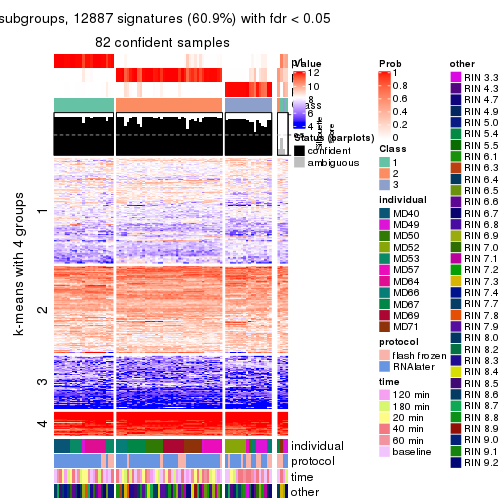 subgroups, 12887 signatures (60.9%) with fdr < 0.05
82 confident samples
k-means with 4 groups
1
2
3
4
Value
12
10
8
6
Status (barplots)
confident
ambiguous
Silhouette
score
individual
protocol
time
other
individual
MD40
MD49
MD50
MD52
MD53
MD57
MD64
MD66
MD67
MD69
MD71
protocol
flash frozen
RNAlater
time
120 min
180 min
20 min
40 min
60 min
baseline
Prob
1
0.8
0.6
0.4
0.2
0
Class
1
2
3
other
RIN 3.3
RIN 4.3
RIN 4.7
RIN 4.9
RIN 5.0
RIN 5.4
RIN 5.5
RIN 6.1
RIN 6.3
RIN 6.4
RIN 6.5
RIN 6.6
RIN 6.7
RIN 6.8
RIN 6.9
RIN 7.0
RIN 7.1
RIN 7.2
RIN 7.3
RIN 7.4
RIN 7.7
RIN 7.8
RIN 7.9
RIN 8.0
RIN 8.2
RIN 8.3
RIN 8.4
RIN 8.5
RIN 8.6
RIN 8.7
RIN 8.8
RIN 8.9
RIN 9.0
RIN 9.1
RIN 9.2